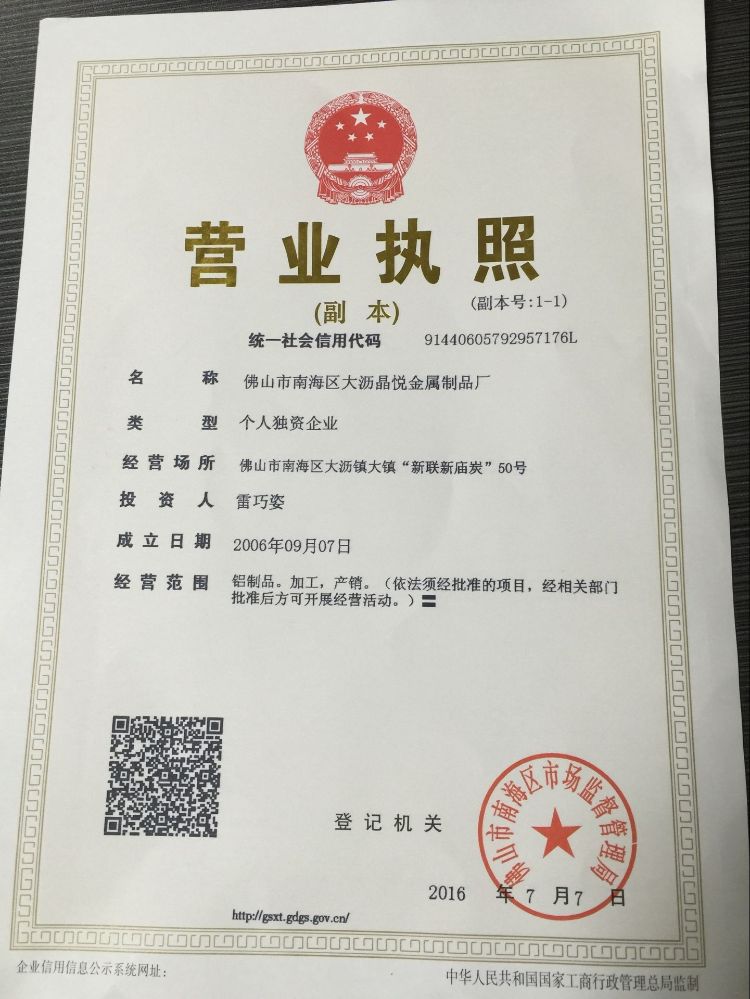 营业执照
(副 本)
(副本号:1-1)
统一社会信用代码 91440605792957176L
名 称 佛山市南海区大沥晶悦金属制品厂
类 型 个人独资企业
经营场所 佛山市南海区大沥镇大镇“新联新庙炭”50号
投 资 人 雷巧姿
成立日期 2006年09月07日
经营范围 铝制品。加工,产销。(依法须经批准的项目,经相关部门
批准后方可开展经营活动。)〓
登记机关
佛山市南海区市场监督管理局
2016 年 7 月 7 日
http://gsxt.gdgs.gov.cn/
企业信用信息公示系统网址:
中华人民共和国国家工商行政管理总局监制